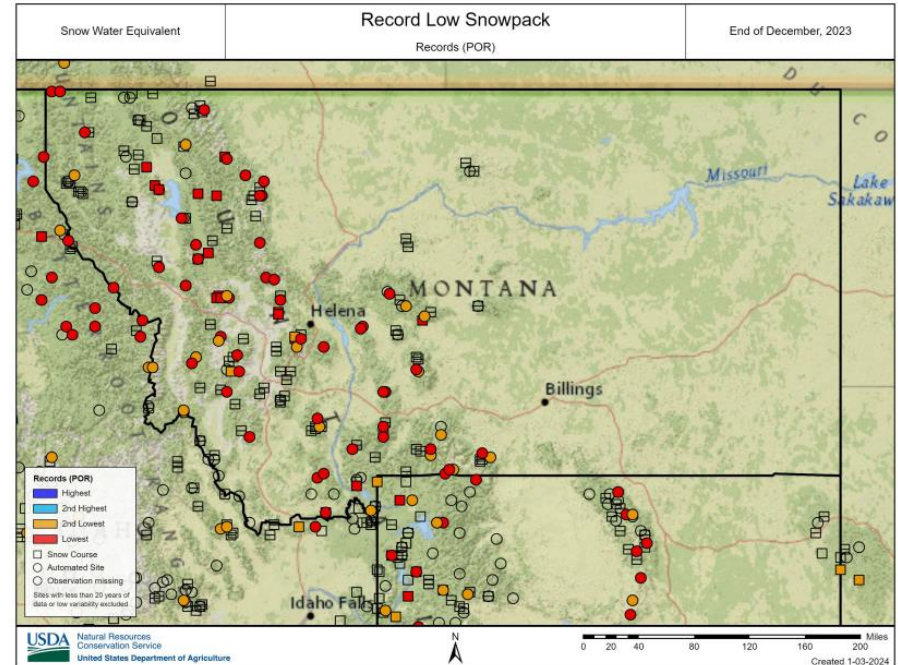 Snow Water Equivalent
Record Low Snowpack
Records (POR)
End of December, 2023
D U
C O
Missouri
Lake
Sakakaw
MONTANA
Helena
Billings
Idaho Fall
Records (POR)
Highest
2nd Highest
2nd Lowest
Lowest
Snow Course
Automated Site
Observation missing
Sites with less than 20 years of
data or low variability excluded
USDA
Natural Resources
Conservation Service
United States Department of Agriculture
N
Miles
0 20 40 80 120 160 200
Created 1-03-2024